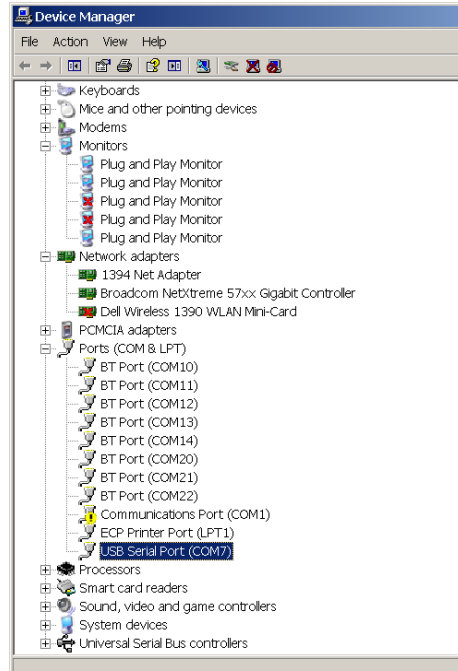 Device Manager
File Action View Help
Keyboards
Mice and other pointing devices
Modems
Monitors
Plug and Play Monitor
Plug and Play Monitor
Plug and Play Monitor
Plug and Play Monitor
Plug and Play Monitor
Network adapters
1394 Net Adapter
Broadcom NetXtreme 57xx Gigabit Controller
Dell Wireless 1390 WLAN Mini-Card
PCMCIA adapters
Ports (COM & LPT)
BT Port (COM10)
BT Port (COM11)
BT Port (COM12)
BT Port (COM13)
BT Port (COM14)
BT Port (COM20)
BT Port (COM21)
BT Port (COM22)
Communications Port (COM1)
ECP Printer Port (LPT1)
USB Serial Port (COM7)
Processors
Smart card readers
Sound, video and game controllers
System devices
Universal Serial Bus controllers